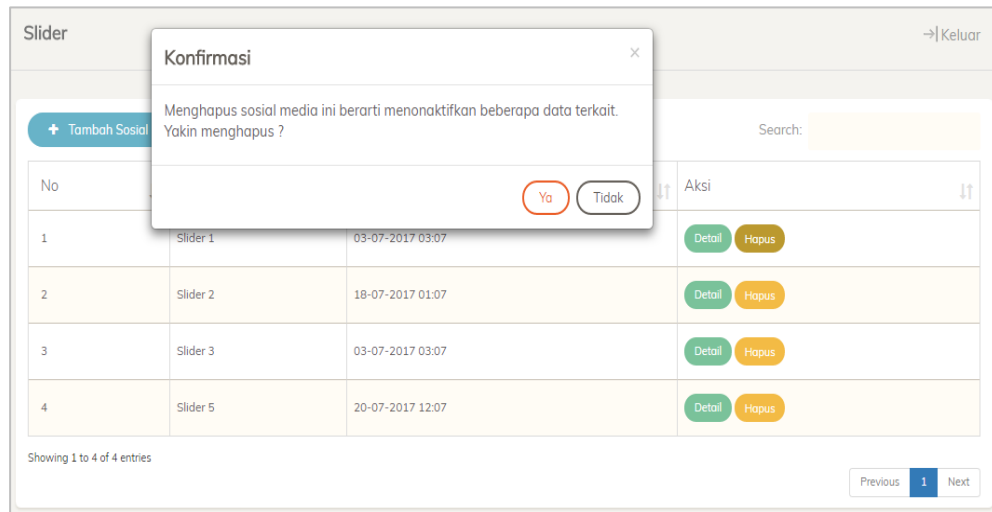 Slider
Keluar
Konfirmasi
×
Menghapus sosial media ini berarti menonaktifkan beberapa data terkait.
Yakin menghapus ?
Ya Tidak
+ Tambah Sosial
Search:
No Aksi
1 Slider 1 03-07-2017 03:07 Detail Hapus
2 Slider 2 18-07-2017 01:07 Detail Hapus
3 Slider 3 03-07-2017 03:07 Detail Hapus
4 Slider 5 20-07-2017 12:07 Detail Hapus
Showing 1 to 4 of 4 entries
Previous 1 Next